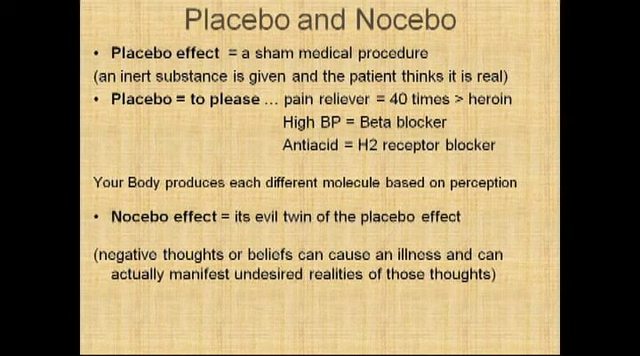 Placebo and Nocebo
• Placebo effect = a sham medical procedure
(an inert substance is given and the patient thinks it is real)
• Placebo = to please ... pain reliever = 40 times > heroin
High BP = Beta blocker
Antiacid = H2 receptor blocker
Your Body produces each different molecule based on perception
• Nocebo effect = its evil twin of the placebo effect
(negative thoughts or beliefs can cause an illness and can
actually manifest undesired realities of those thoughts)